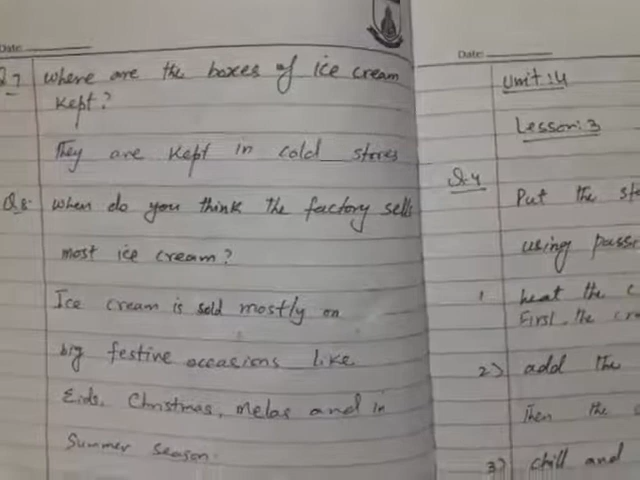 Date:
Q7 Where are the boxes of ice cream
kept?
They are kept in cold stores
Q8. When do you think the factory sells
most ice cream?
Ice cream is sold mostly on
big festive occasions like
Eids, Christmas, melas and in
Summer season.
Date:
Unit:4
Lesson:3
Q:4
Put the
using
1 heat the
First, the
2) add the
Then the
3) chill and